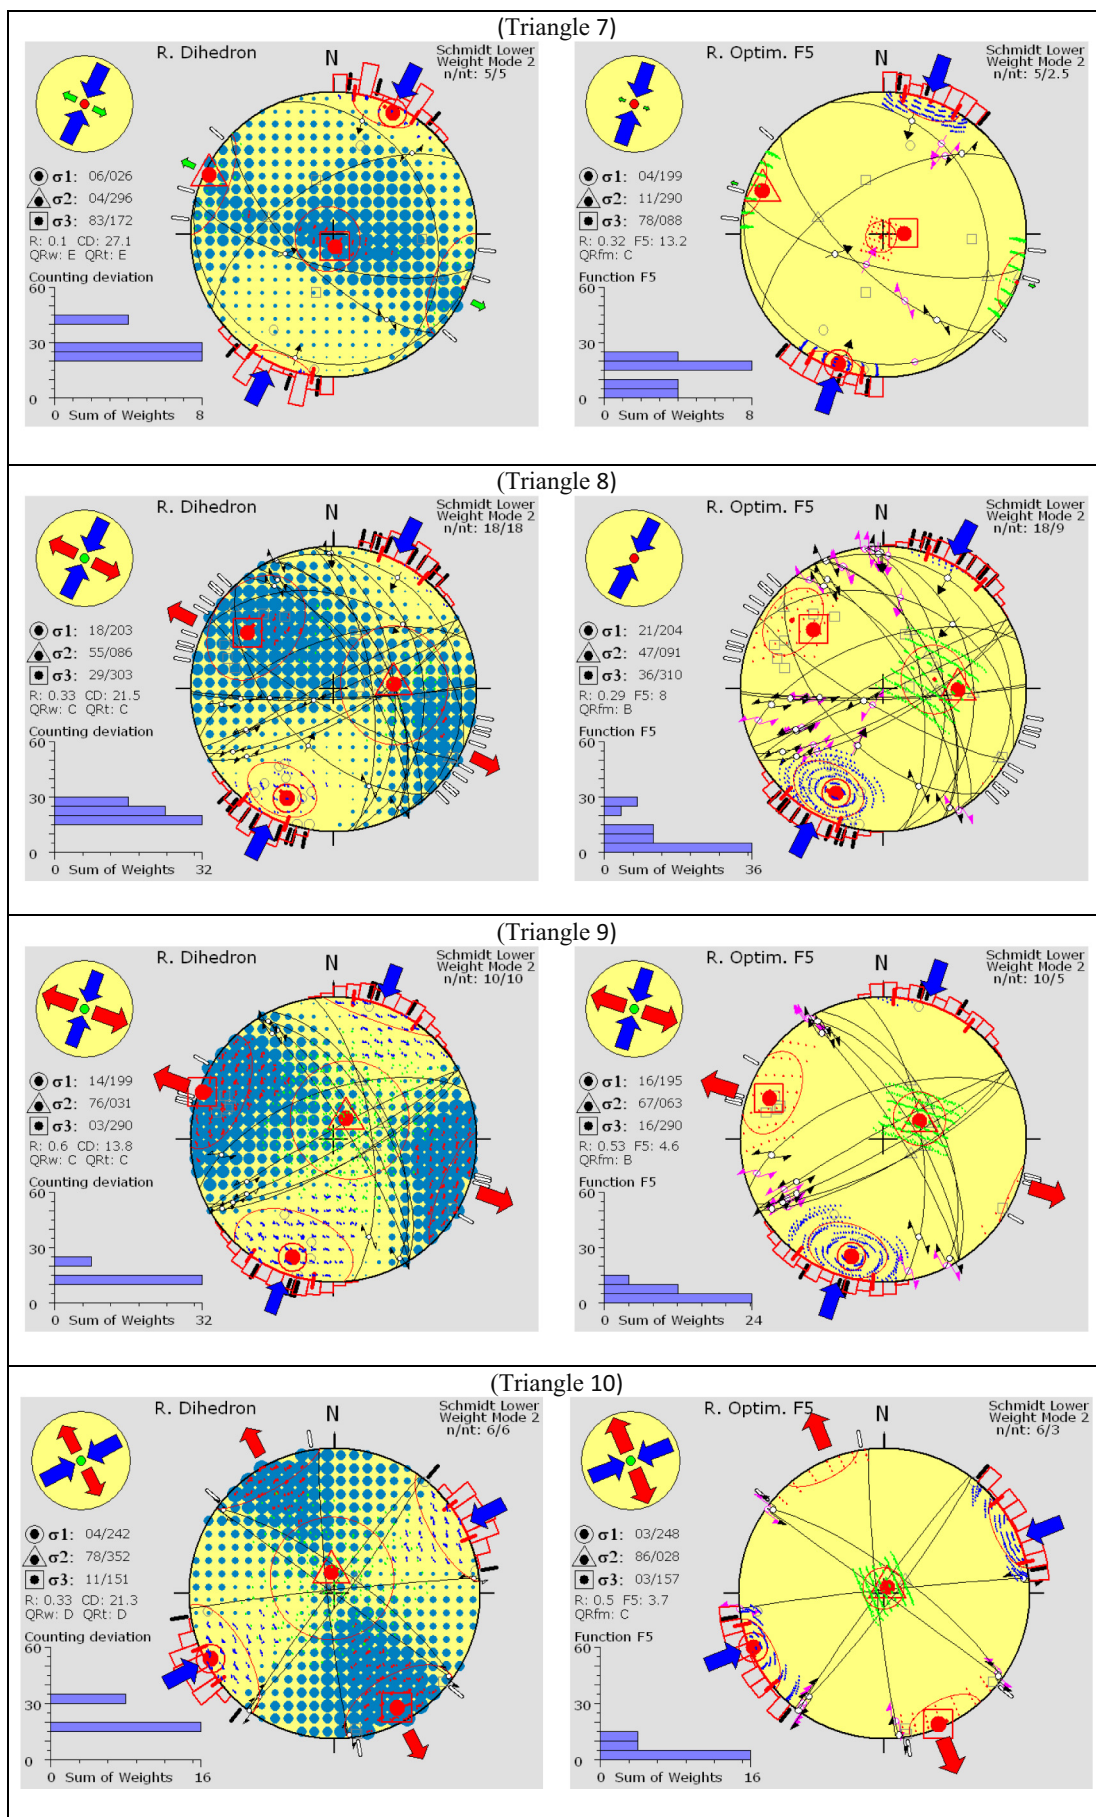 (Triangle 7)
R. Dihedron
N
Schmidt Lower
Weight Mode 2
n/nt: 5/5
σ1: 06/026
σ2: 04/296
σ3: 83/172
R: 0.1 CD: 27.1
QRw: E QRt: E
Counting deviation
60
30
0
0 Sum of Weights 8
R. Optim. F5
N
Schmidt Lower
Weight Mode 2
n/nt: 5/2.5
σ1: 04/199
σ2: 11/290
σ3: 78/088
R: 0.32 F5: 13.2
QRfm: C
Function F5
60
30
0
0 Sum of Weights 8
(Triangle 8)
R. Dihedron
N
Schmidt Lower
Weight Mode 2
n/nt: 18/18
σ1: 18/203
σ2: 55/086
σ3: 29/303
R: 0.33 CD: 21.5
QRw: C QRt: C
Counting deviation
60
30
0
0 Sum of Weights 32
R. Optim. F5
N
Schmidt Lower
Weight Mode 2
n/nt: 18/9
σ1: 21/204
σ2: 47/091
σ3: 36/310
R: 0.29 F5: 8
QRfm: B
Function F5
60
30
0
0 Sum of Weights 36
(Triangle 9)
R. Dihedron
N
Schmidt Lower
Weight Mode 2
n/nt: 10/10
σ1: 14/199
σ2: 76/031
σ3: 03/290
R: 0.6 CD: 13.8
QRw: C QRt: C
Counting deviation
60
30
0
0 Sum of Weights 32
R. Optim. F5
N
Schmidt Lower
Weight Mode 2
n/nt: 10/5
σ1: 16/195
σ2: 67/063
σ3: 16/290
R: 0.53 F5: 4.6
QRfm: B
Function F5
60
30
0
0 Sum of Weights 24
(Triangle 10)
R. Dihedron
N
Schmidt Lower
Weight Mode 2
n/nt: 6/6
σ1: 04/242
σ2: 78/352
σ3: 11/151
R: 0.33 CD: 21.3
QRw: D QRt: D
Counting deviation
60
30
0
0 Sum of Weights 16
R. Optim. F5
N
Schmidt Lower
Weight Mode 2
n/nt: 6/3
σ1: 03/248
σ2: 86/028
σ3: 03/157
R: 0.5 F5: 3.7
QRfm: C
Function F5
60
30
0
0 Sum of Weights 16